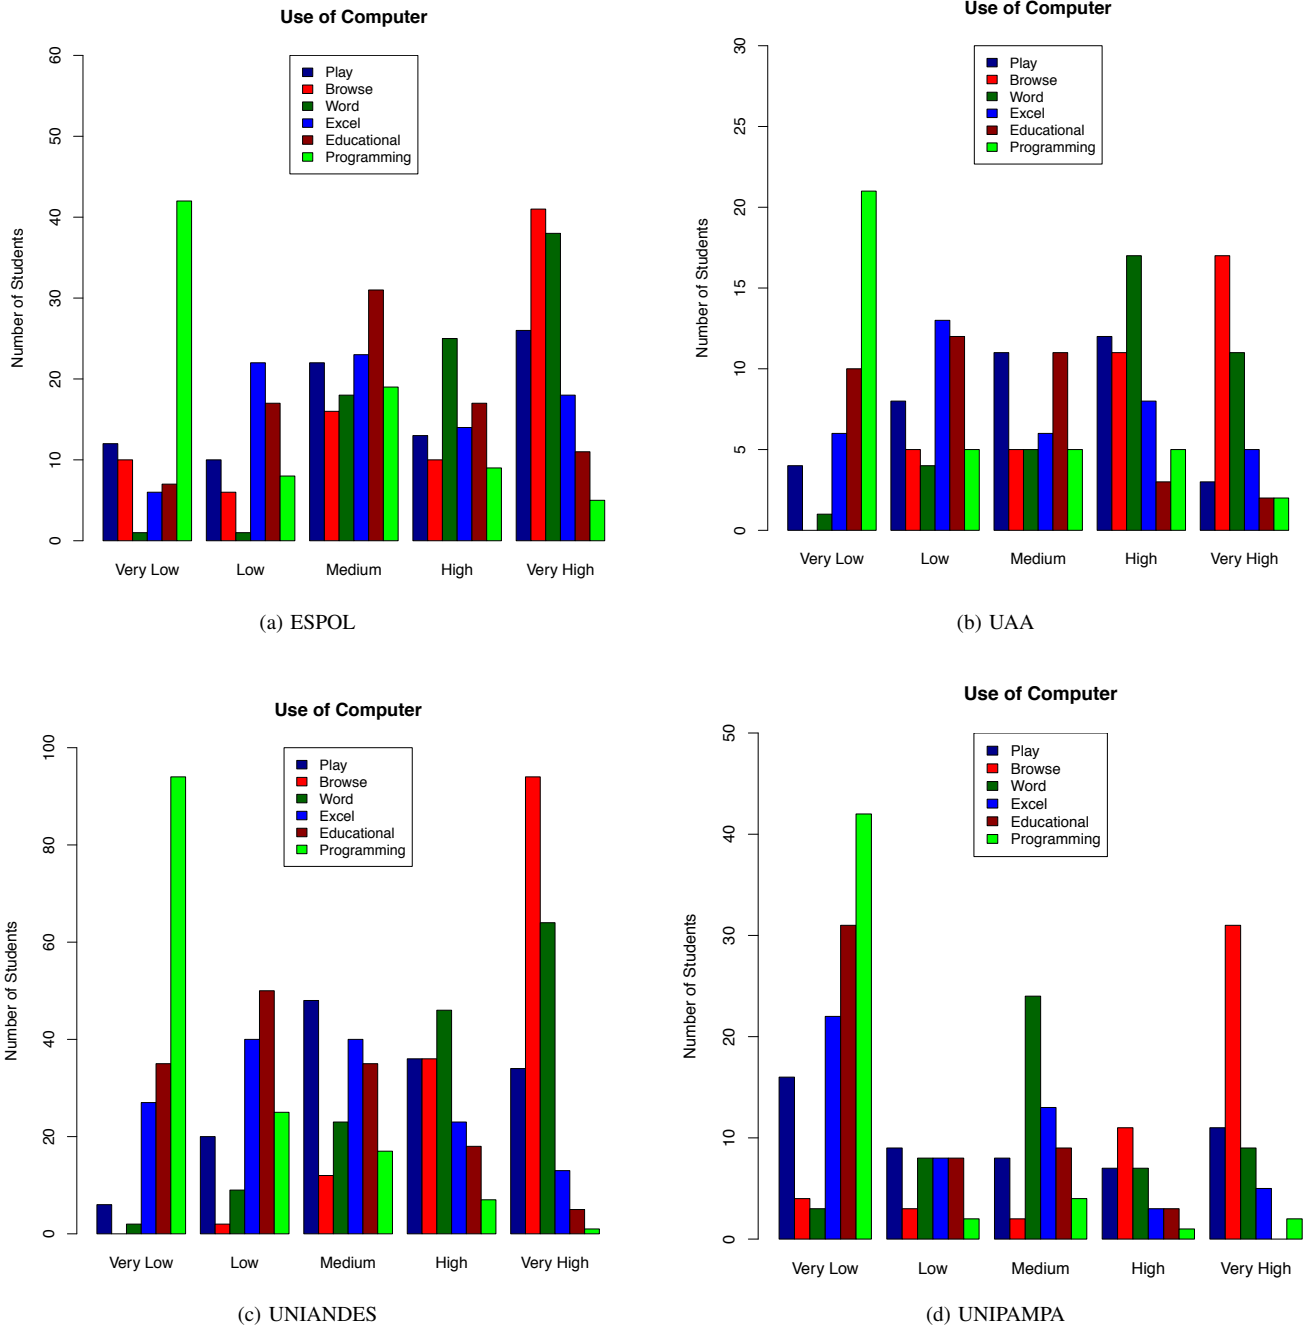 Use of Computer
Number of Students
0
10
20
30
40
50
60
Play
Browse
Word
Excel
Educational
Programming
Very Low
Low
Medium
High
Very High
(a) ESPOL
Use of Computer
Number of Students
0
5
10
15
20
25
30
Play
Browse
Word
Excel
Educational
Programming
Very Low
Low
Medium
High
Very High
(b) UAA
Use of Computer
Number of Students
0
20
40
60
80
100
Play
Browse
Word
Excel
Educational
Programming
Very Low
Low
Medium
High
Very High
(c) UNIANDES
Use of Computer
Number of Students
0
10
20
30
40
50
Play
Browse
Word
Excel
Educational
Programming
Very Low
Low
Medium
High
Very High
(d) UNIPAMPA